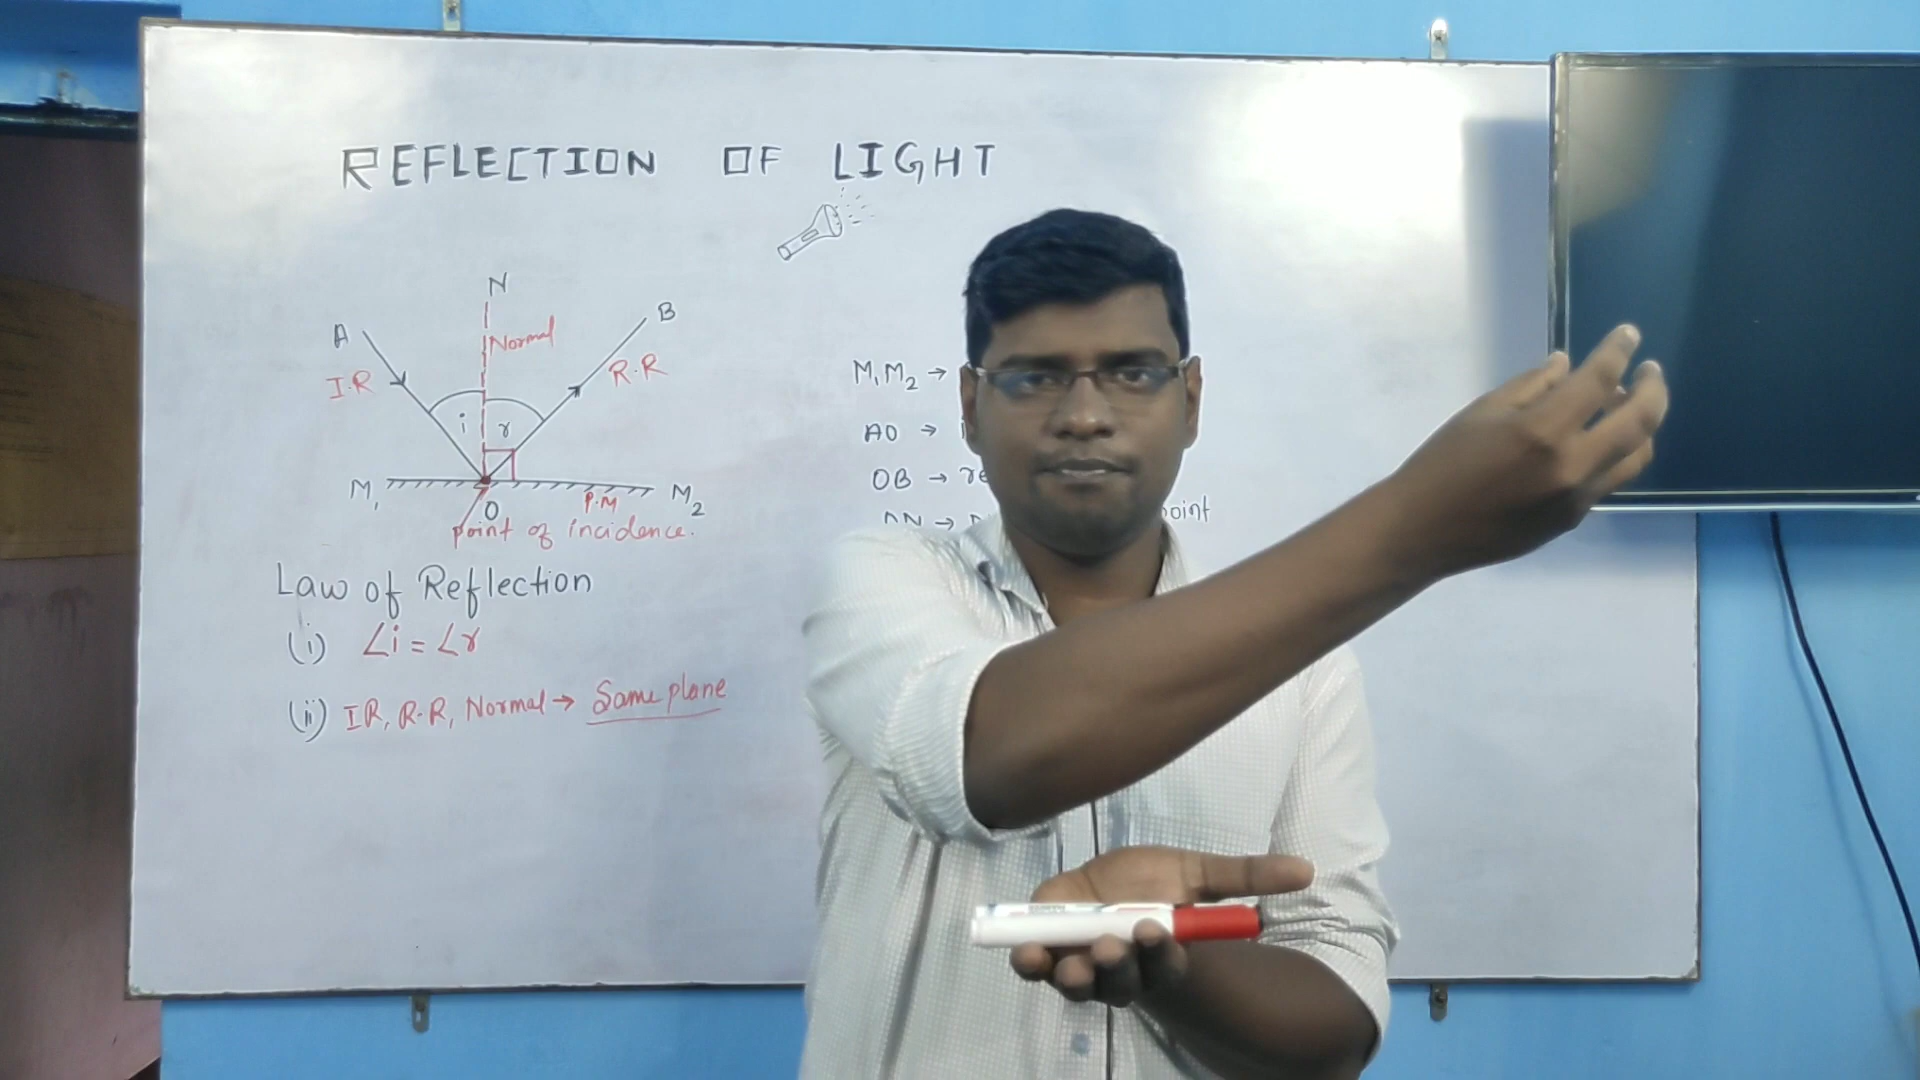 REFLECTION OF LIGHT
N
A
B
Normal
I.R
R.R
i
r
M1
O
P.M
M2
point of incidence.
Law of Reflection
(i) ∠i = ∠r
(ii) IR, R.R, Normal → Same plane
M1M2 →
AO → i
OB → re
→
point